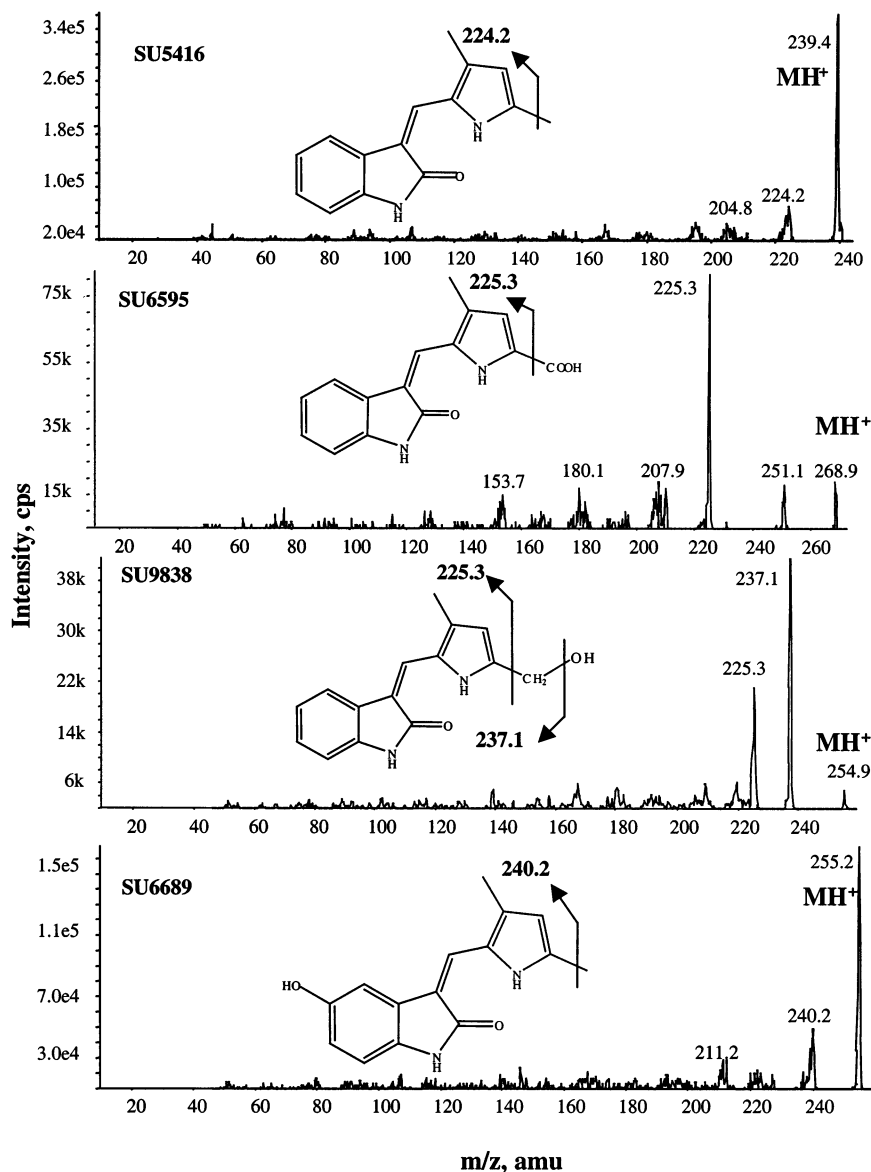 3.4e5
2.6e5
1.8e5
1.0e5
2.0e4
SU5416
224.2
239.4
MH+
204.8
224.2
N
H
O
N
H
20 40 60 80 100 120 140 160 180 200 220 240
75k
55k
35k
15k
SU6595
225.3
225.3
MH+
153.7
180.1
207.9
251.1
268.9
COOH
N
H
O
N
H
20 40 60 80 100 120 140 160 180 200 220 240 260
Intensity, cps
38k
30k
22k
14k
6k
SU9838
225.3
237.1
237.1
225.3
MH+
254.9
OH
CH2
N
H
O
N
H
20 40 60 80 100 120 140 160 180 200 220 240
1.5e5
1.1e5
7.0e4
3.0e4
SU6689
240.2
255.2
MH+
240.2
211.2
HO
N
H
O
N
H
20 40 60 80 100 120 140 160 180 200 220 240
m/z, amu